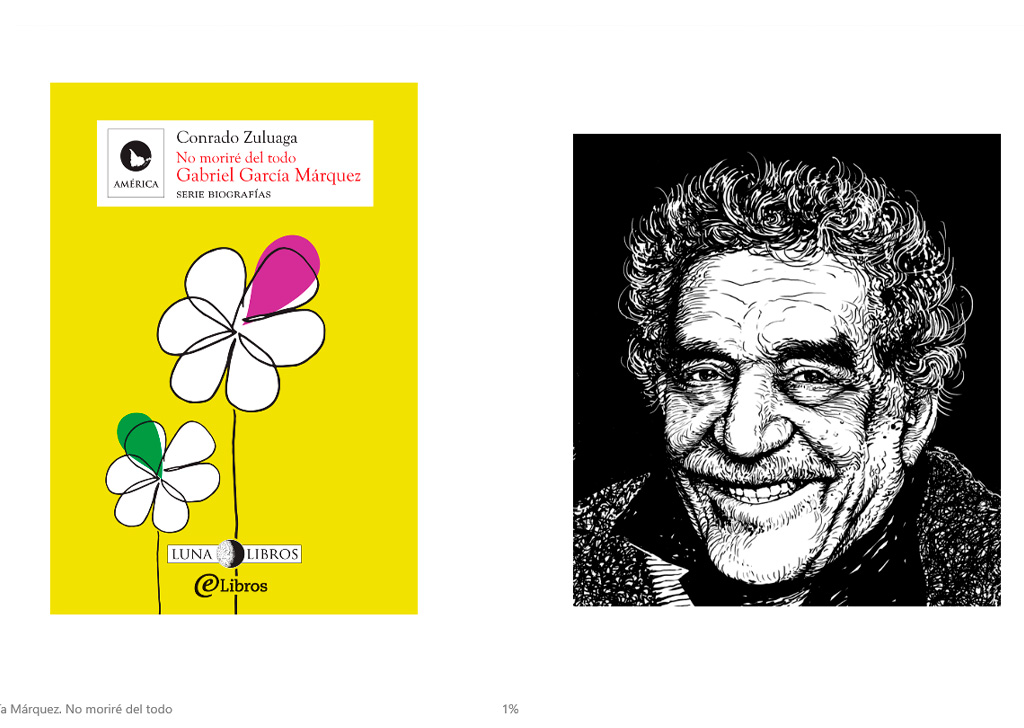 Conrado Zuluaga
No moriré del todo
Gabriel García Márquez
SERIE BIOGRAFÍAS
AMÉRICA
LUNA LIBROS
eLibros
Márquez. No moriré del todo
1%